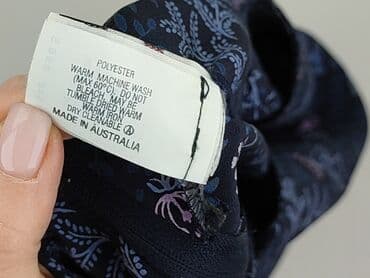 POLYESTER
WARM MACHINE WASH
(MAX 60°C). DO NOT
BLEACH. MAY BE
TUMBLE DRIED WARM
WARM IRON
DRY CLEANABLE Ⓐ
MADE IN AUSTRALIA